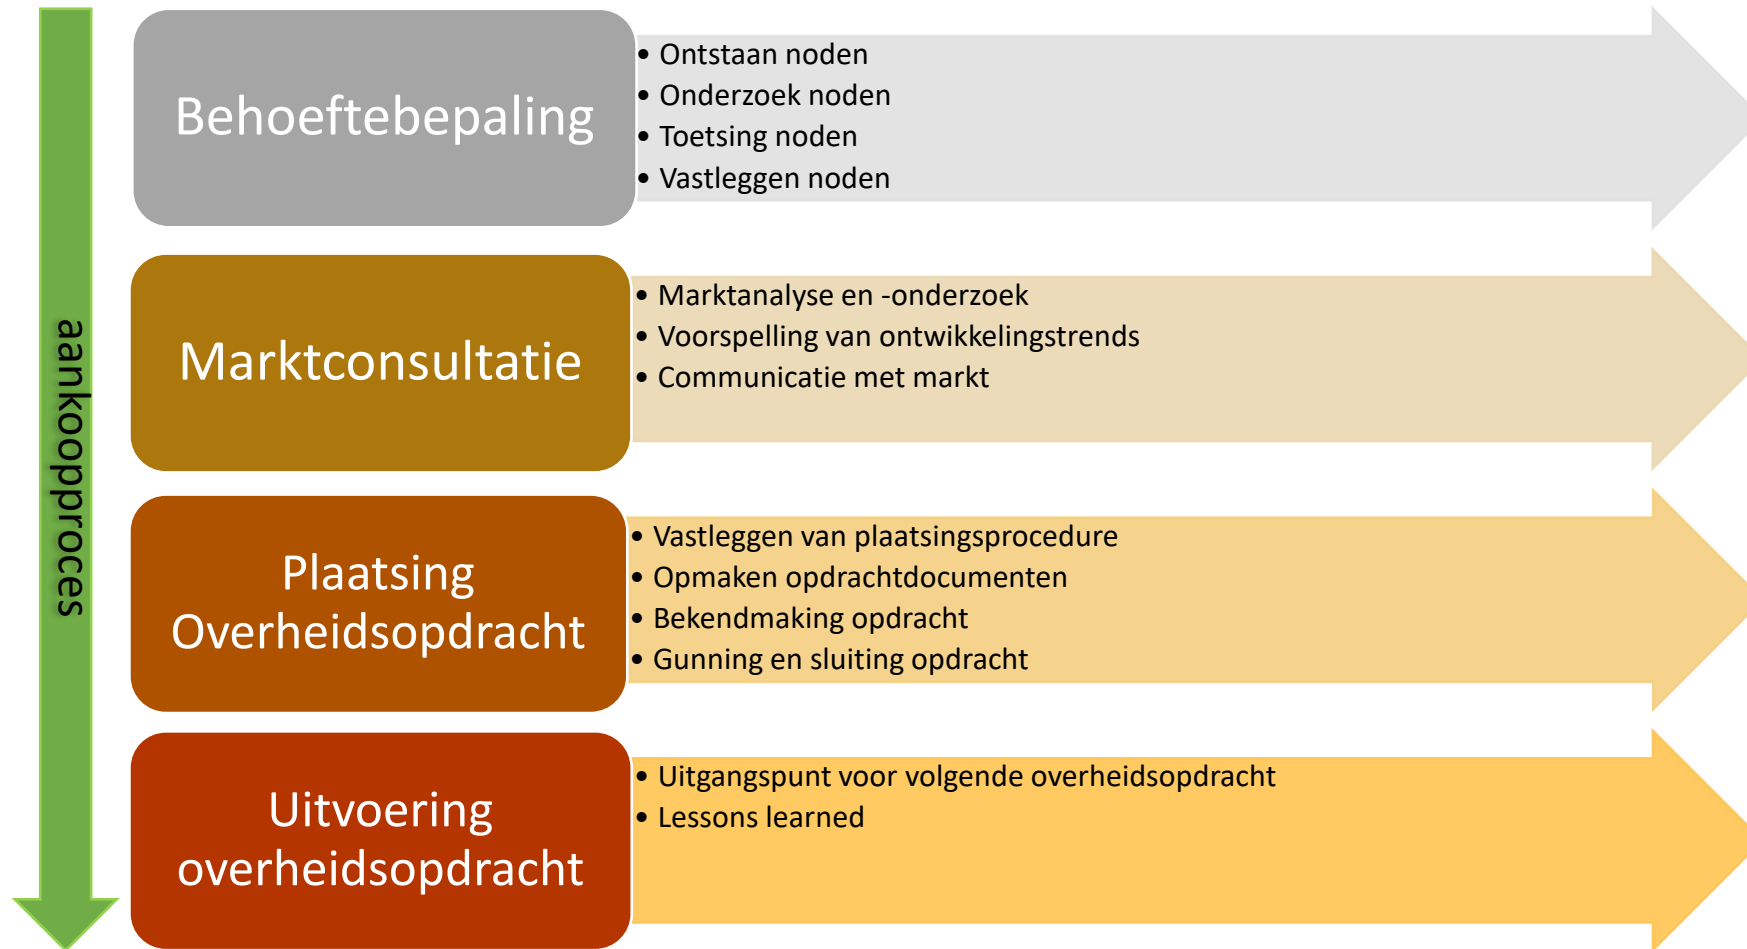 aankoopproces
Behoeftebepaling
• Ontstaan noden
• Onderzoek noden
• Toetsing noden
• Vastleggen noden
Marktconsultatie
• Marktanalyse en -onderzoek
• Voorspelling van ontwikkelingstrends
• Communicatie met markt
Plaatsing
Overheidsopdracht
• Vastleggen van plaatsingsprocedure
• Opmaken opdrachtdocumenten
• Bekendmaking opdracht
• Gunning en sluiting opdracht
Uitvoering
overheidsopdracht
• Uitgangspunt voor volgende overheidsopdracht
• Lessons learned